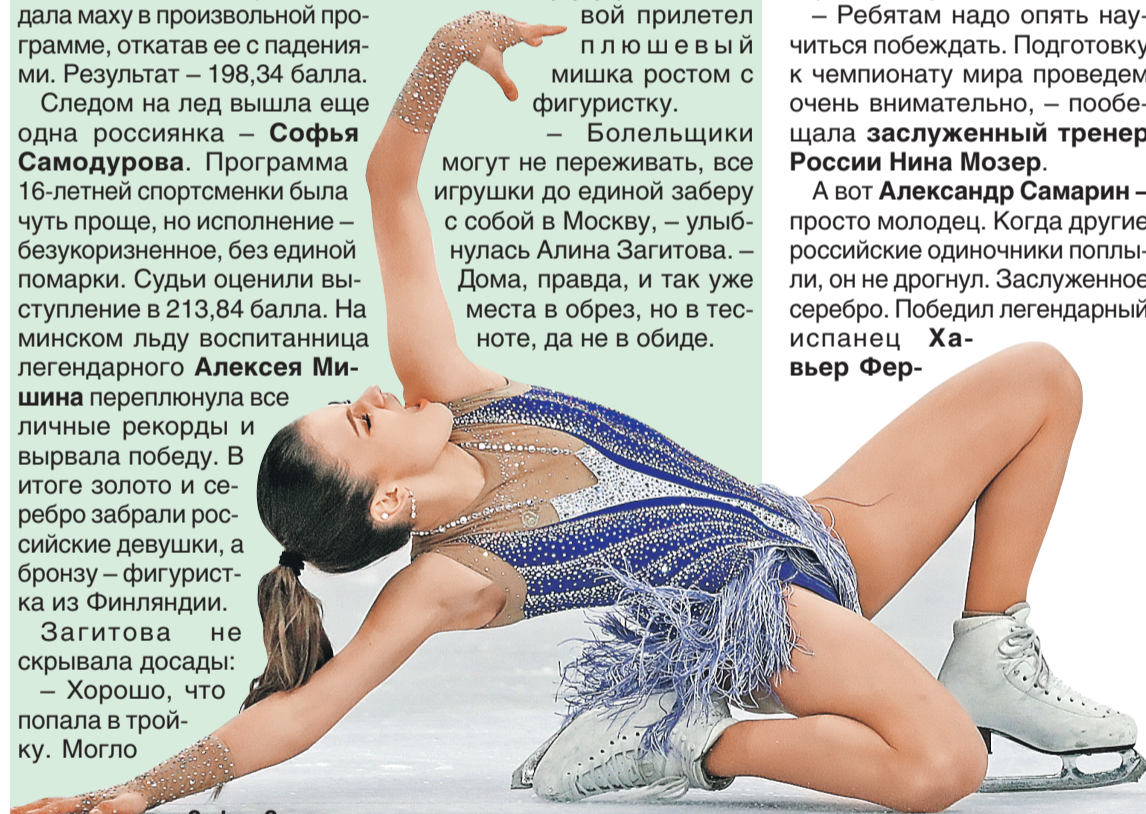 дала маху в произвольной про-
грамме, откатав ее с падения-
ми. Результат – 198,34 балла.
Следом на лед вышла еще
одна россиянка – Софья
Самодурова. Программа
16-летней спортсменки была
чуть проще, но исполнение –
безукоризненное, без единой
помарки. Судьи оценили вы-
ступление в 213,84 балла. На
минском льду воспитанница
легендарного Алексея Ми-
шина переплюнула все
личные рекорды и
вырвала победу. В
итоге золото и се-
ребро забрали рос-
сийские девушки, а
бронзу – фигурист-
ка из Финляндии.
Загитова не
скрывала досады:
– Хорошо, что
попала в трой-
ку. Могло
вой прилетел
плюшевый
мишка ростом с
фигуристку.
– Болельщики
могут не переживать, все
игрушки до единой заберу
с собой в Москву, – улыб-
нулась Алина Загитова. –
Дома, правда, и так уже
места в обрез, но в тес-
ноте, да не в обиде.
– Ребятам надо опять нау-
читься побеждать. Подготовку
к чемпионату мира проведем
очень внимательно, – пообе-
щала заслуженный тренер
России Нина Мозер.
А вот Александр Самарин –
просто молодец. Когда другие
российские одиночники поплы-
ли, он не дрогнул. Заслуженное
серебро. Победил легендарный
испанец Ха-
вьер Фер-